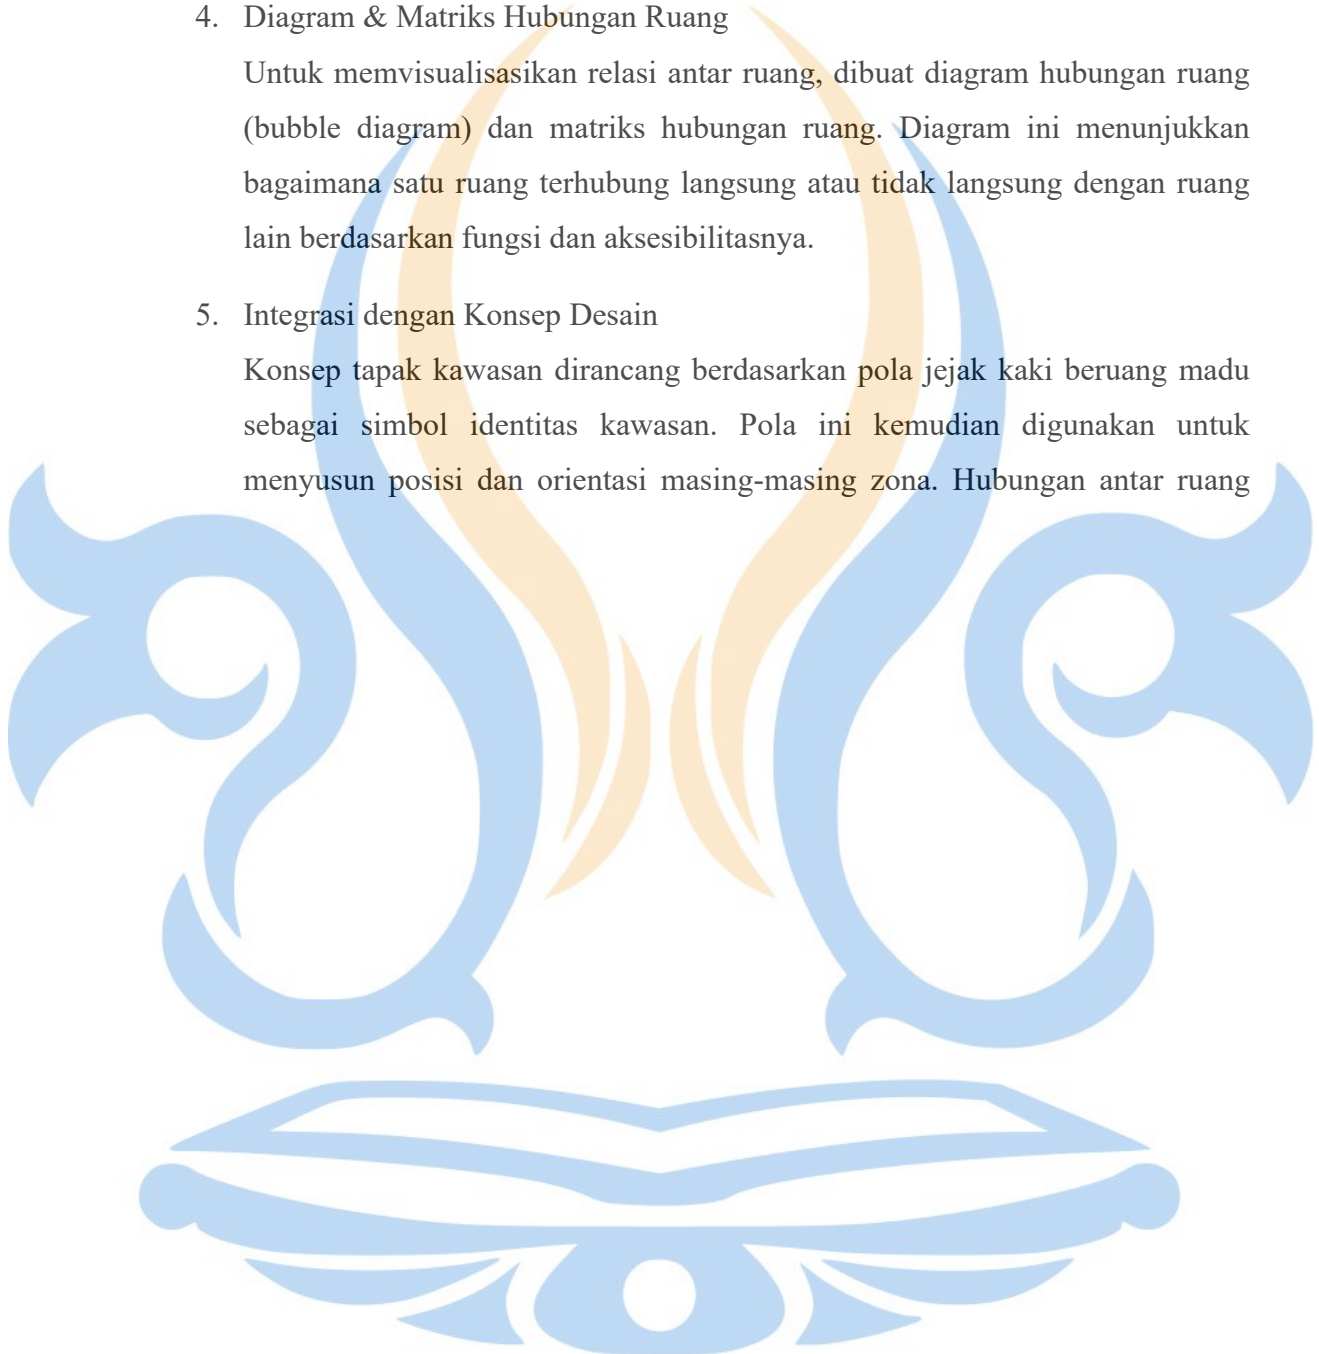 4. Diagram & Matriks Hubungan Ruang
Untuk memvisualisasikan relasi antar ruang, dibuat diagram hubungan ruang
(bubble diagram) dan matriks hubungan ruang. Diagram ini menunjukkan
bagaimana satu ruang terhubung langsung atau tidak langsung dengan ruang
lain berdasarkan fungsi dan aksesibilitasnya.
5. Integrasi dengan Konsep Desain
Konsep tapak kawasan dirancang berdasarkan pola jejak kaki beruang madu
sebagai simbol identitas kawasan. Pola ini kemudian digunakan untuk
menyusun posisi dan orientasi masing-masing zona. Hubungan antar ruang